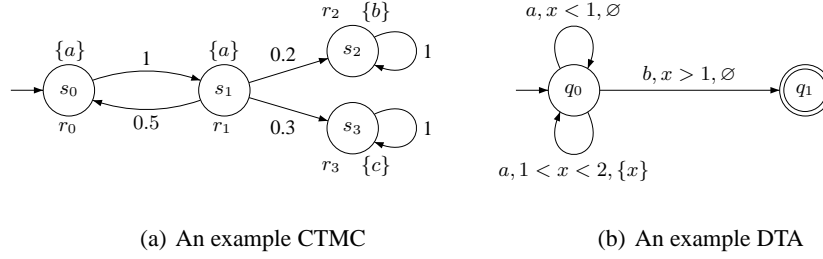 {a}
s0
r0
1
0.5
{a}
s1
r1
0.2
0.3
r2 {b}
s2
1
s3
1
r3 {c}
(a) An example CTMC
a, x < 1, ∅
q0
a, 1 < x < 2, {x}
b, x > 1, ∅
q1
(b) An example DTA